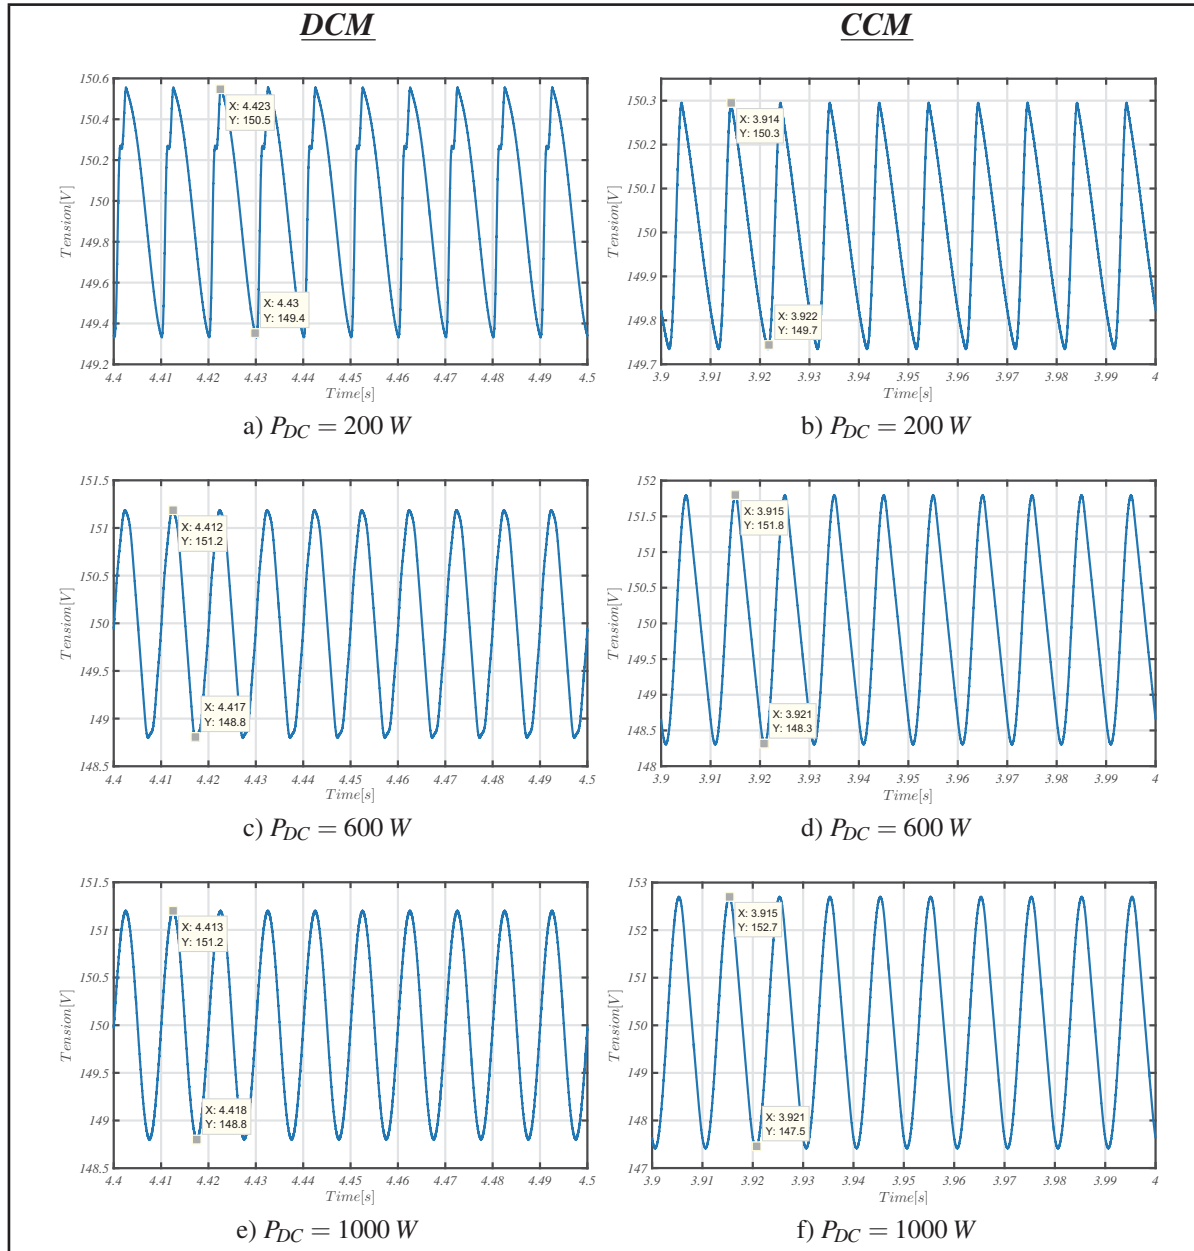 DCM
CCM
150.6
150.4
150.2
150
149.8
149.6
149.4
149.2
Tension[V]
X: 4.423
Y: 150.5
X: 4.43
Y: 149.4
4.4 4.41 4.42 4.43 4.44 4.45 4.46 4.47 4.48 4.49 4.5
Time[s]
a) P_DC = 200 W
150.3
150.2
150.1
150
149.9
149.8
149.7
Tension[V]
X: 3.914
Y: 150.3
X: 3.922
Y: 149.7
3.9 3.91 3.92 3.93 3.94 3.95 3.96 3.97 3.98 3.99 4
Time[s]
b) P_DC = 200 W
151.5
151
150.5
150
149.5
149
148.5
Tension[V]
X: 4.412
Y: 151.2
X: 4.417
Y: 148.8
4.4 4.41 4.42 4.43 4.44 4.45 4.46 4.47 4.48 4.49 4.5
Time[s]
c) P_DC = 600 W
152
151.5
151
150.5
150
149.5
149
148.5
148
Tension[V]
X: 3.915
Y: 151.8
X: 3.921
Y: 148.3
3.9 3.91 3.92 3.93 3.94 3.95 3.96 3.97 3.98 3.99 4
Time[s]
d) P_DC = 600 W
151.5
151
150.5
150
149.5
149
148.5
Tension[V]
X: 4.413
Y: 151.2
X: 4.418
Y: 148.8
4.4 4.41 4.42 4.43 4.44 4.45 4.46 4.47 4.48 4.49 4.5
Time[s]
e) P_DC = 1000 W
153
152
151
150
149
148
147
Tension[V]
X: 3.915
Y: 152.7
X: 3.921
Y: 147.5
3.9 3.91 3.92 3.93 3.94 3.95 3.96 3.97 3.98 3.99 4
Time[s]
f) P_DC = 1000 W